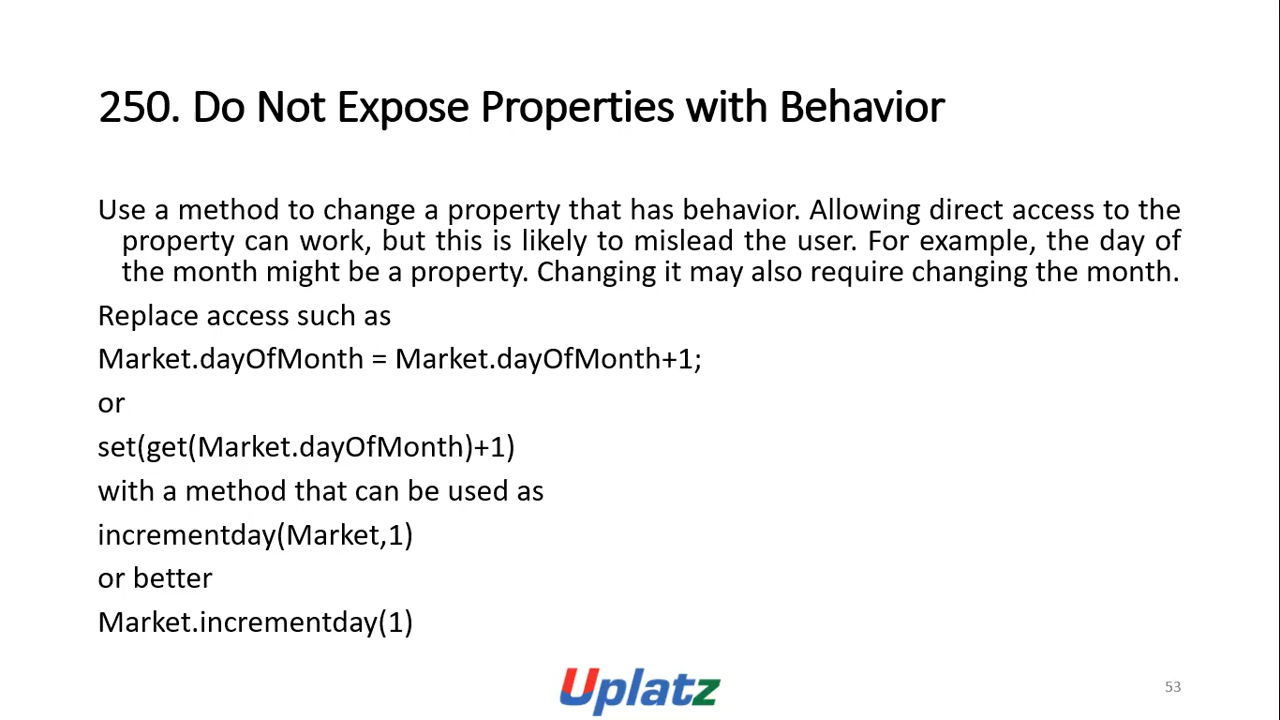 250. Do Not Expose Properties with Behavior
Use a method to change a property that has behavior. Allowing direct access to the
property can work, but this is likely to mislead the user. For example, the day of
the month might be a property. Changing it may also require changing the month.
Replace access such as
Market.dayOfMonth = Market.dayOfMonth+1;
or
set(get(Market.dayOfMonth)+1)
with a method that can be used as
incrementday(Market,1)
or better
Market.incrementday(1)
Uplatz
53